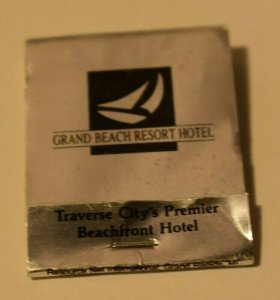 GRAND BEACH RESORT HOTEL
Traverse City's Premier
Beachfront Hotel